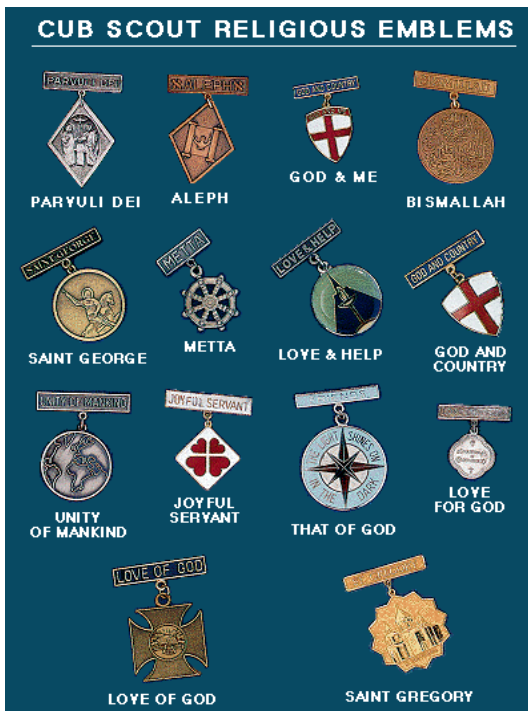 CUB SCOUT RELIGIOUS EMBLEMS
PARVULI DEI
ALEPH
GOD AND COUNTRY
PARVULI DEI
ALEPH
GOD & ME
BISMALLAH
SAINT GEORGE
METTA
LOVE & HELP
GOD AND COUNTRY
SAINT GEORGE
METTA
LOVE & HELP
GOD AND
COUNTRY
UNITY OF MANKIND
JOYFUL SERVANT
FRIENDS
THE LIGHT SHINES ON
IN THE DARK
UNITY
OF MANKIND
JOYFUL
SERVANT
THAT OF GOD
LOVE
FOR GOD
LOVE OF GOD
LOVE OF GOD
SAINT GREGORY